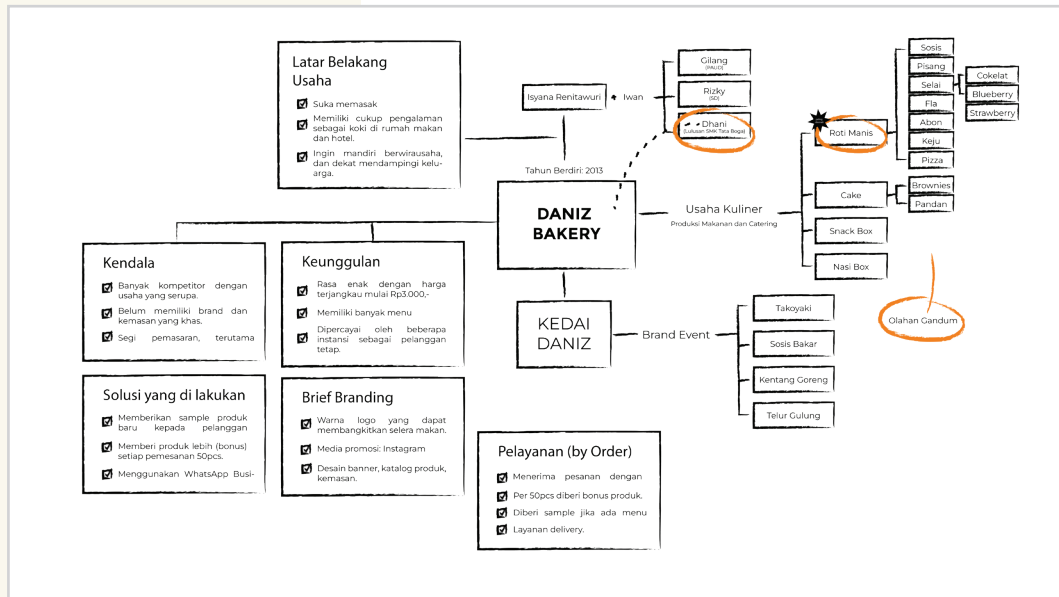 Latar Belakang
Usaha
Suka memasak
Memiliki cukup pengalaman
sebagai koki di rumah makan
dan hotel.
Ingin mandiri berwirausaha,
dan dekat mendampingi kelu-
arga.
Isyana Renitawuri
Iwan
Gilang
(PAUD)
Rizky
(SD)
Dhani
(Lulusan SMK Tata Boga)
Tahun Berdiri: 2013
DANIZ
BAKERY
Usaha Kuliner
Produksi Makanan dan Catering
Roti Manis
Sosis
Pisang
Selai
Fla
Abon
Keju
Pizza
Cokelat
Blueberry
Strawberry
Cake
Brownies
Pandan
Snack Box
Nasi Box
Olahan Gandum
KEDAI
DANIZ
Brand Event
Takoyaki
Sosis Bakar
Kentang Goreng
Telur Gulung
Kendala
Banyak kompetitor dengan
usaha yang serupa.
Belum memiliki brand dan
kemasan yang khas.
Segi pemasaran, terutama
Keunggulan
Rasa enak dengan harga
terjangkau mulai Rp3.000,-
Memiliki banyak menu
Dipercayai oleh beberapa
instansi sebagai pelanggan
tetap.
Solusi yang di lakukan
Memberikan sample produk
baru kepada pelanggan
Memberi produk lebih (bonus)
setiap pemesanan 50pcs.
Menggunakan WhatsApp Busi-
Brief Branding
Warna logo yang dapat
membangkitkan selera makan.
Media promosi: Instagram
Desain banner, katalog produk,
kemasan.
Pelayanan (by Order)
Menerima pesanan dengan
Per 50pcs diberi bonus produk.
Diberi sample jika ada menu
Layanan delivery.